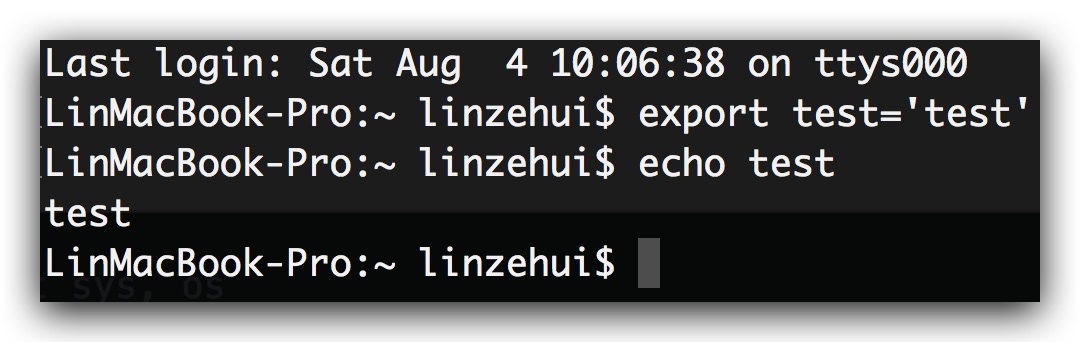 Last login: Sat Aug  4 10:06:38 on ttys000
LinMacBook-Pro:~ linzehui$ export test='test'
LinMacBook-Pro:~ linzehui$ echo test
test
LinMacBook-Pro:~ linzehui$
sys, os